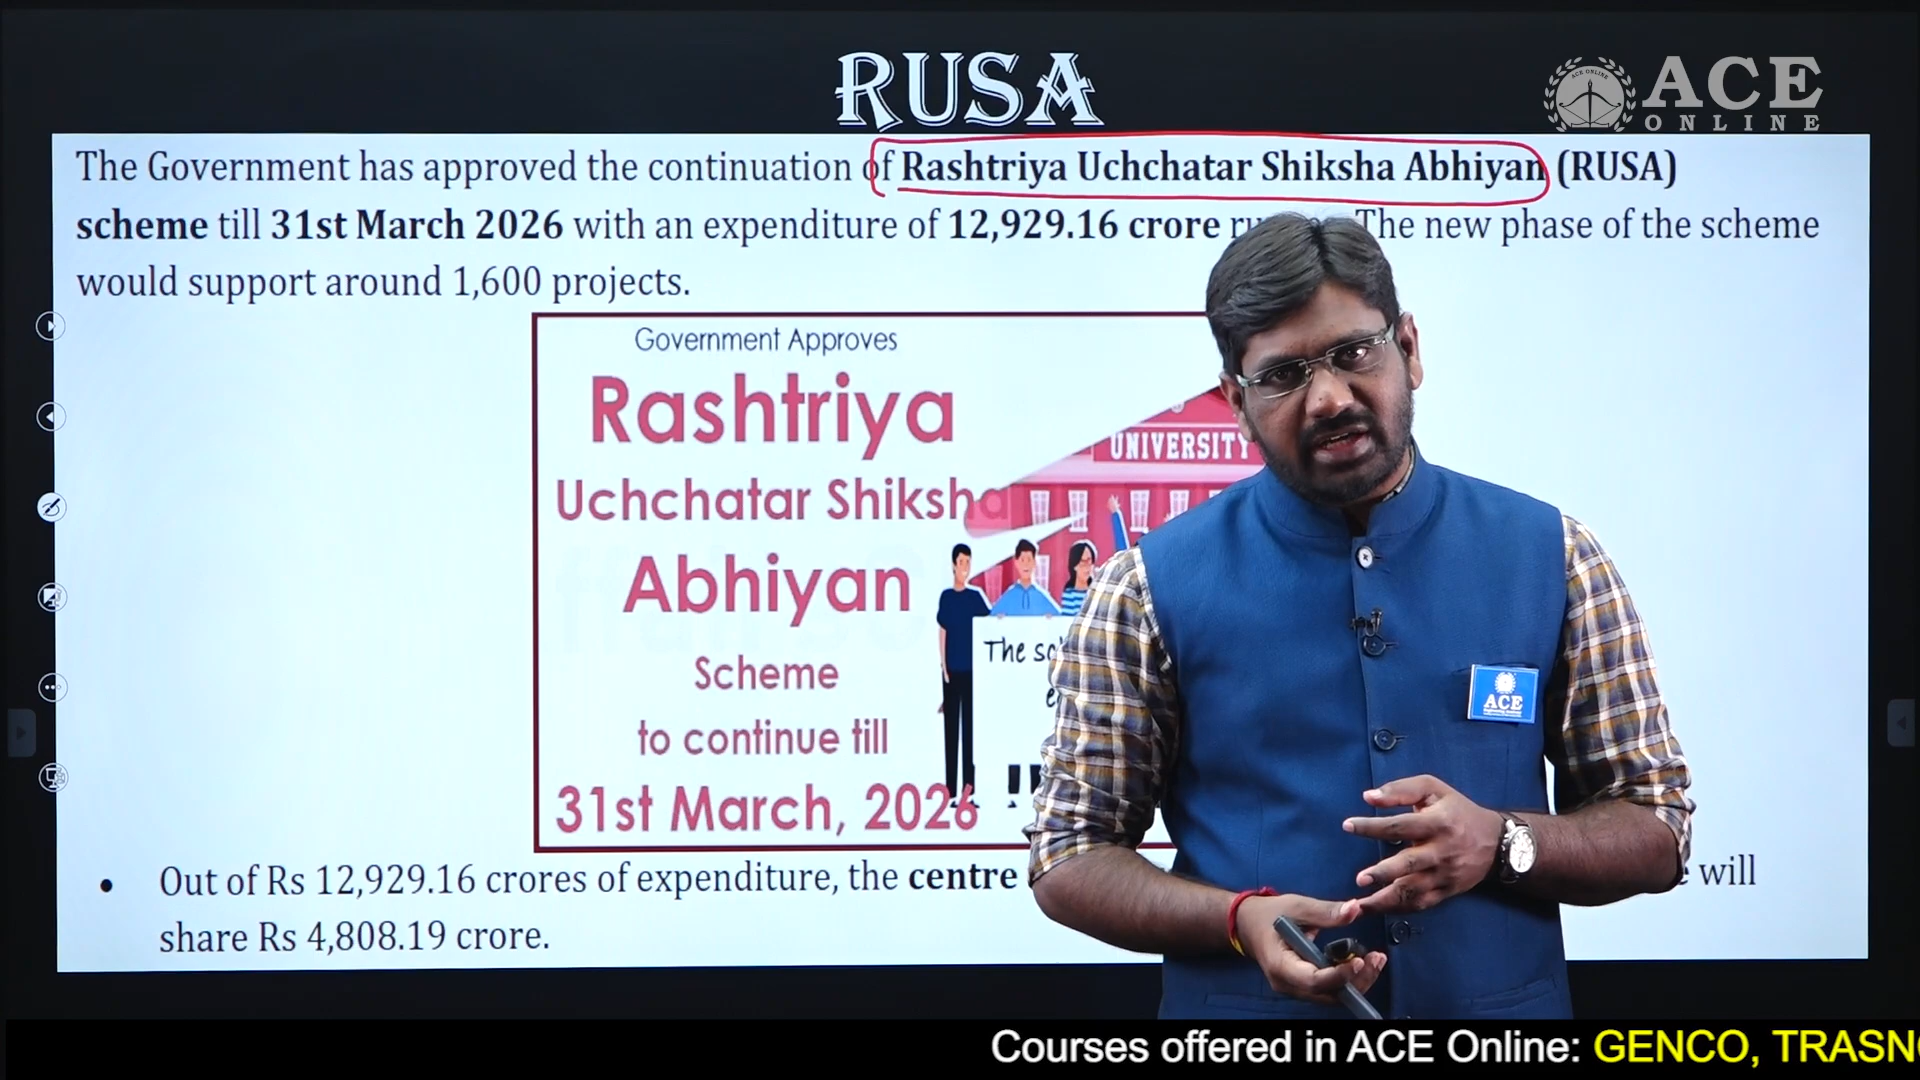 RUSA
ACE
ONLINE
The Government has approved the continuation of Rashtriya Uchchatar Shiksha Abhiyan (RUSA)
scheme till 31st March 2026 with an expenditure of 12,929.16 crore The new phase of the scheme
would support around 1,600 projects.
Government Approves
Rashtriya
Uchchatar Shiksha
Abhiyan
Scheme
to continue till
31st March, 2026
UNIVERSITY
The
ACE
Out of Rs 12,929.16 crores of expenditure, the centre will
share Rs 4,808.19 crore.
Courses offered in ACE Online: GENCO,